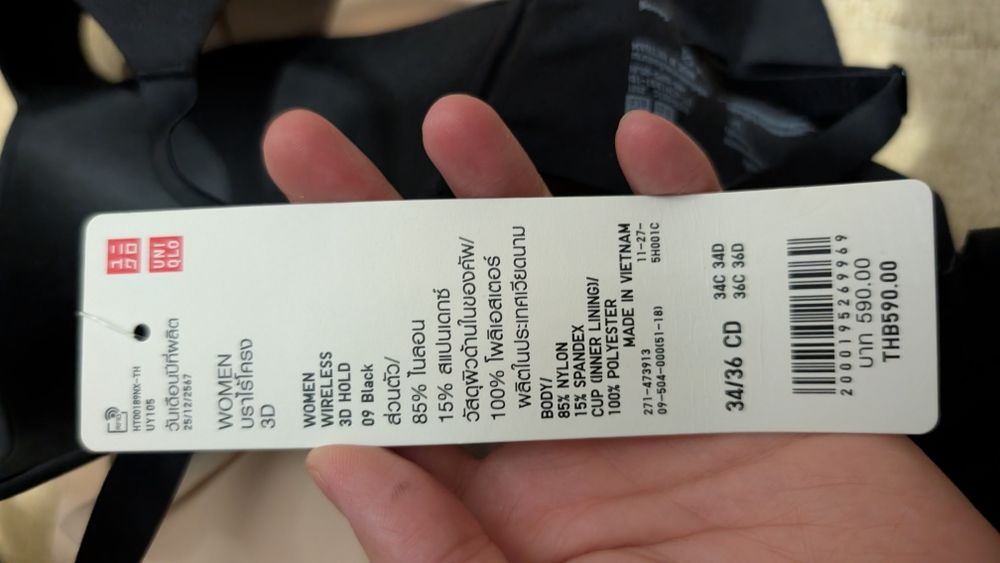 ユニ
クロ
UNI
QLO
RFID
HT00189NX-TH
UY105
วันเดือนปีที่ผลิต
25/12/2567
WOMEN
บราไร้โครง
3D
WOMEN
WIRELESS
3D HOLD
09 Black
ส่วนตัว/
85% ไนลอน
15% สแปนเดกซ์
วัสดุผิวด้านในของคัพ/
100% โพลิเอสเตอร์
ผลิตในประเทศเวียดนาม
BODY/
85% NYLON
15% SPANDEX
CUP (INNER LINING)/
100% POLYESTER
MADE IN VIETNAM
271-473913 11-27-
09-504-000(51-18) 5H001C
34/36 CD
34C 34D
36C 36D
2000195269969
บาท 590.00
THB590.00